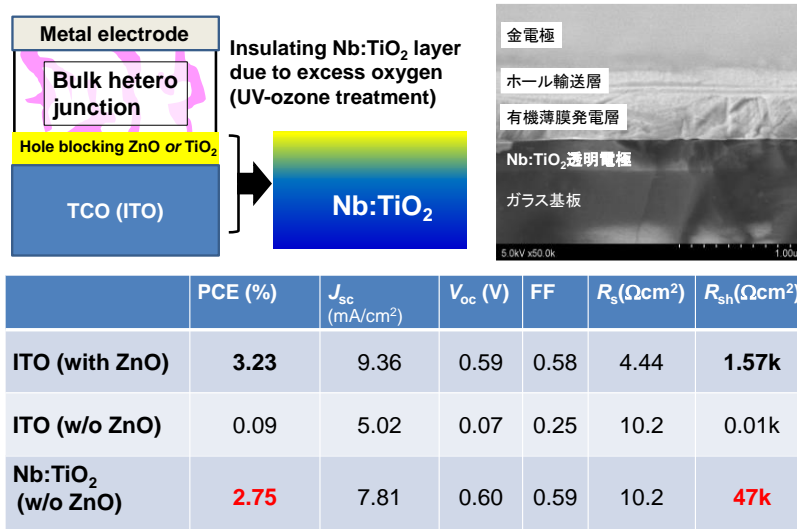 Metal electrode
Bulk hetero
junction
Hole blocking ZnO or TiO₂
TCO (ITO)
Insulating Nb:TiO₂ layer
due to excess oxygen
(UV-ozone treatment)
Nb:TiO₂
金電極
ホール輸送層
有機薄膜発電層
Nb:TiO₂透明電極
ガラス基板
5.0kV x50.0k 1.00u
PCE (%) Jsc (mA/cm²) Voc (V) FF Rs(Ωcm²) Rsh(Ωcm²)
ITO (with ZnO) 3.23 9.36 0.59 0.58 4.44 1.57k
ITO (w/o ZnO) 0.09 5.02 0.07 0.25 10.2 0.01k
Nb:TiO₂
(w/o ZnO) 2.75 7.81 0.60 0.59 10.2 47k